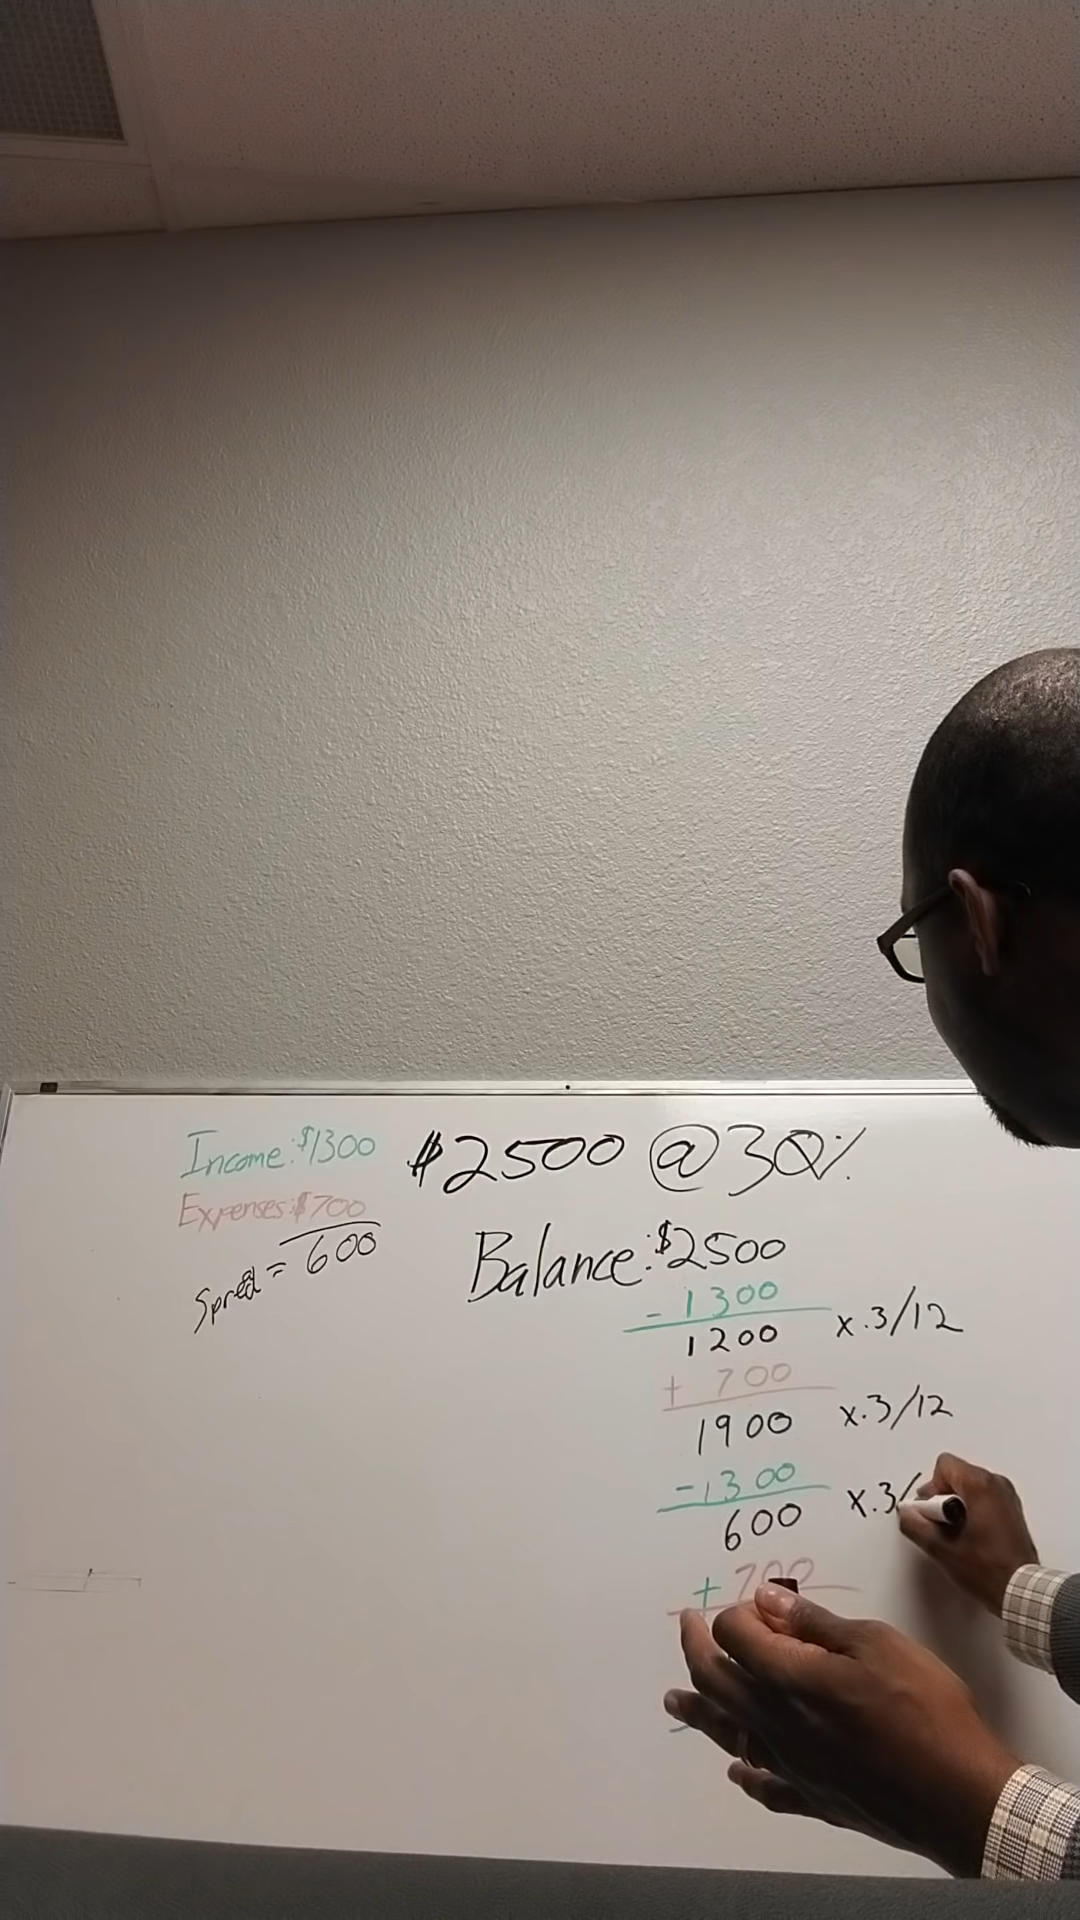 Income: $1300
Expenses: $700
Spred = 600
$2500 @ 30%
Balance: $2500
- 1300
1200 x .3/12
+ 700
1900 x .3/12
-1300
600 x .3/
+ 700